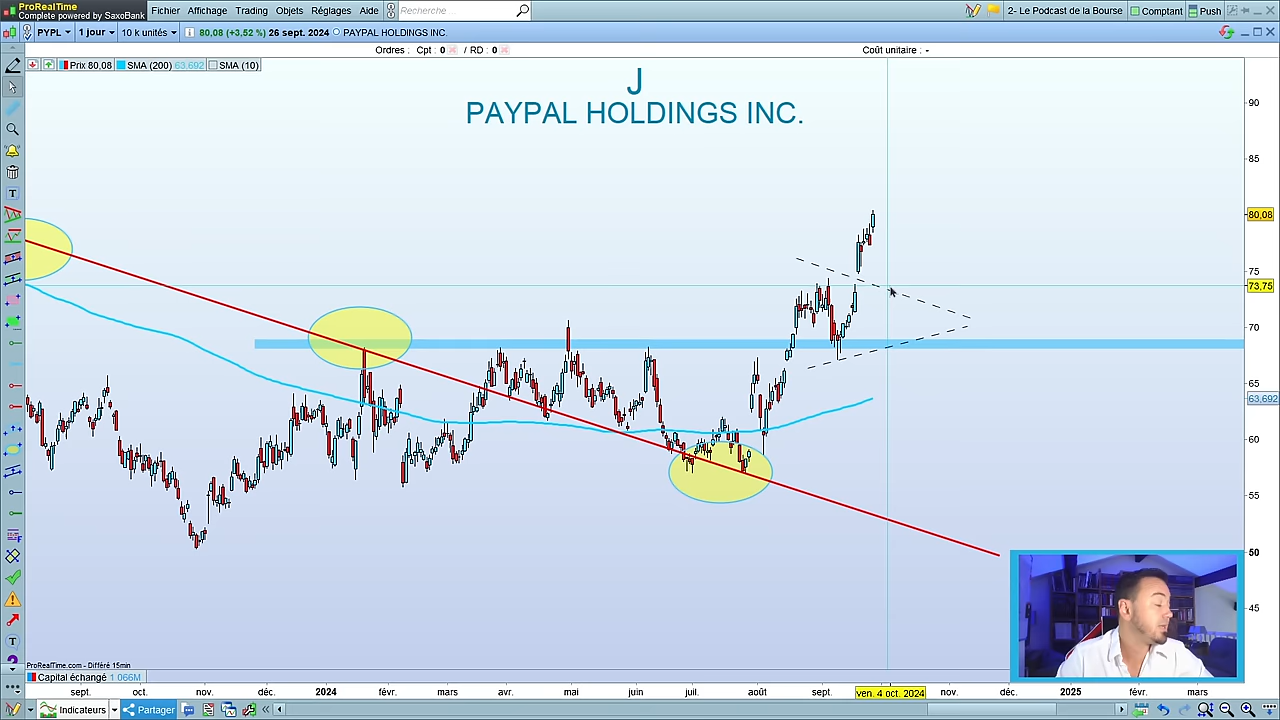 ProRealTime
Complete powered by SaxoBank
Fichier Affichage Trading Objets Réglages Aide Recherche 2- Le Podcast de la Bourse Comptant Push
PYPL 1 jour 10 k unités 80,08 (+3,52 %) 26 sept. 2024 PAYPAL HOLDINGS INC.
Ordres : Cpt : 0 / RD : 0 Coût unitaire : -
Prix 80,08 SMA (200) 63.692 SMA (10)
J
PAYPAL HOLDINGS INC.
90
85
80,08
75
73,75
70
65
63,692
60
55
50
45
ProRealTime.com - Différé 15min
Capital échangé 1 066M
sept. oct. nov. déc. 2024 févr. mars avr. mai juin juil. août sept. ven. 4 oct. 2024 nov. déc. 2025 févr. mars
Indicateurs Partager